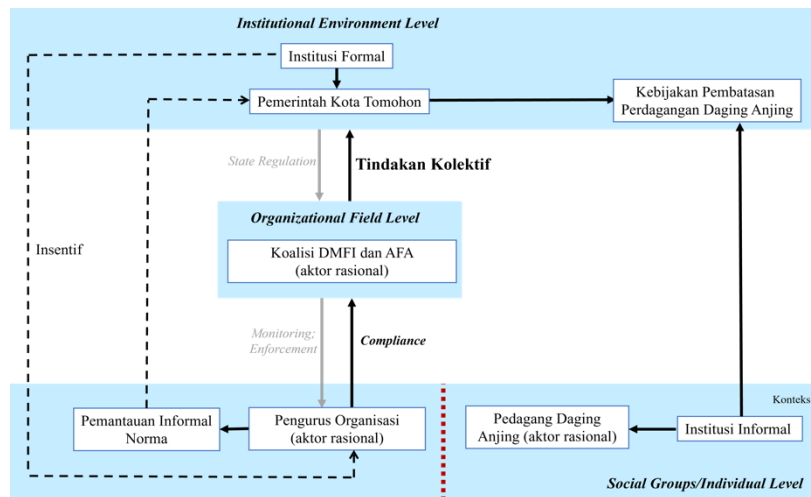 Institutional Environment Level
Institusi Formal
Pemerintah Kota Tomohon
Kebijakan Pembatasan
Perdagangan Daging Anjing
State Regulation
Tindakan Kolektif
Organizational Field Level
Koalisi DMFI dan AFA
(aktor rasional)
Insentif
Monitoring;
Enforcement
Compliance
Konteks
Pemantauan Informal
Norma
Pengurus Organisasi
(aktor rasional)
Pedagang Daging
Anjing (aktor rasional)
Institusi Informal
Social Groups/Individual Level